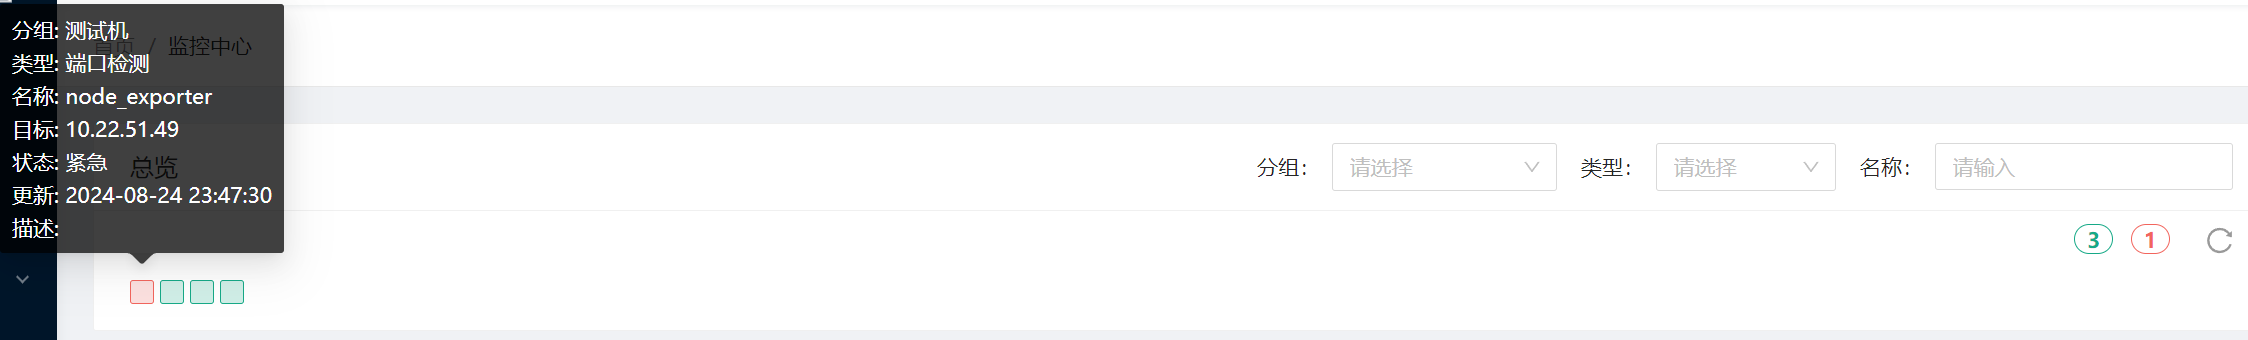 分组: 测试机
类型: 端口检测
名称: node_exporter
目标: 10.22.51.49
状态: 紧急
更新: 2024-08-24 23:47:30
描述:
首页 / 监控中心
总览
分组: 请选择 类型: 请选择 名称: 请输入
3 1